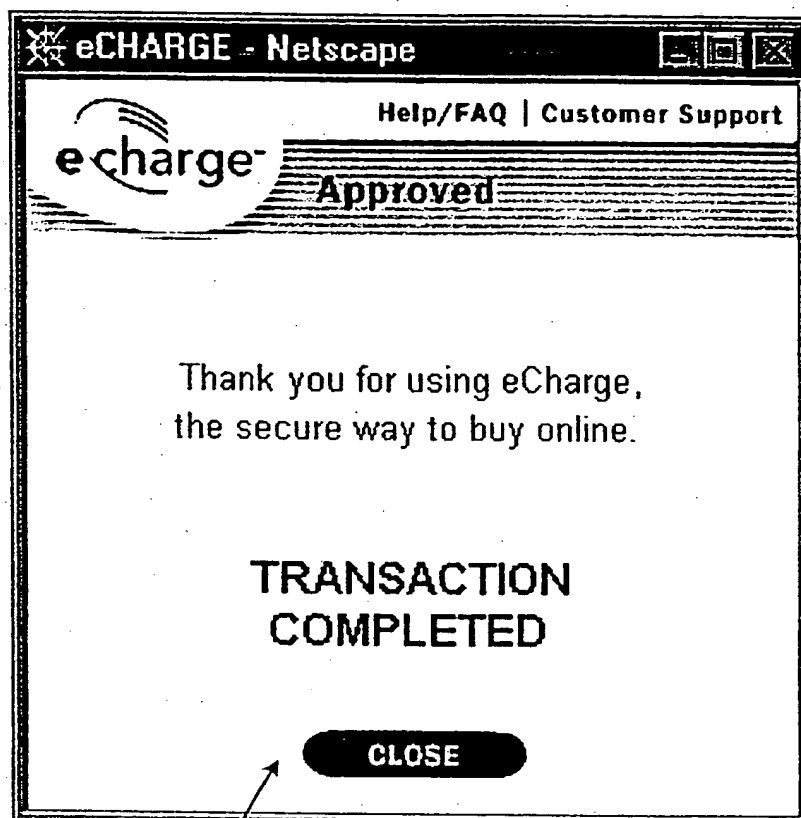 eCHARGE - Netscape
Help/FAQ | Customer Support
echarge
Approved
Thank you for using eCharge,
the secure way to buy online.
TRANSACTION
COMPLETED
CLOSE